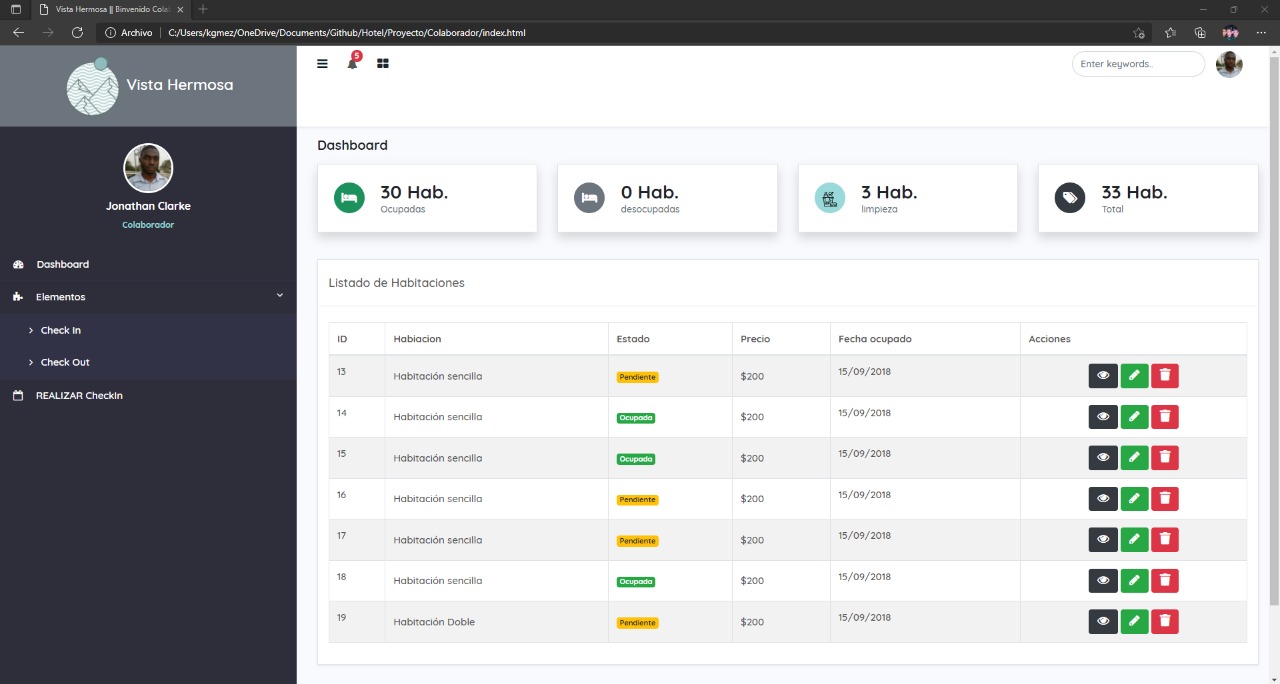 Vista Hermosa || Binvenido Cola
Archivo C:/Users/kgmez/OneDrive/Documents/Github/Hotel/Proyecto/Colaborador/index.html
Vista Hermosa
5
Enter keywords..
Jonathan Clarke
Colaborador
Dashboard
Elementos
Check In
Check Out
REALIZAR CheckIn
Dashboard
30 Hab. 0 Hab. 3 Hab. 33 Hab.
Ocupadas desocupadas limpieza Total
Listado de Habitaciones
ID Habiacion Estado Precio Fecha ocupado Acciones
13 Habitación sencilla Pendiente $200 15/09/2018
14 Habitación sencilla Ocupada $200 15/09/2018
15 Habitación sencilla Ocupada $200 15/09/2018
16 Habitación sencilla Pendiente $200 15/09/2018
17 Habitación sencilla Pendiente $200 15/09/2018
18 Habitación sencilla Ocupada $200 15/09/2018
19 Habitación Doble Pendiente $200 15/09/2018